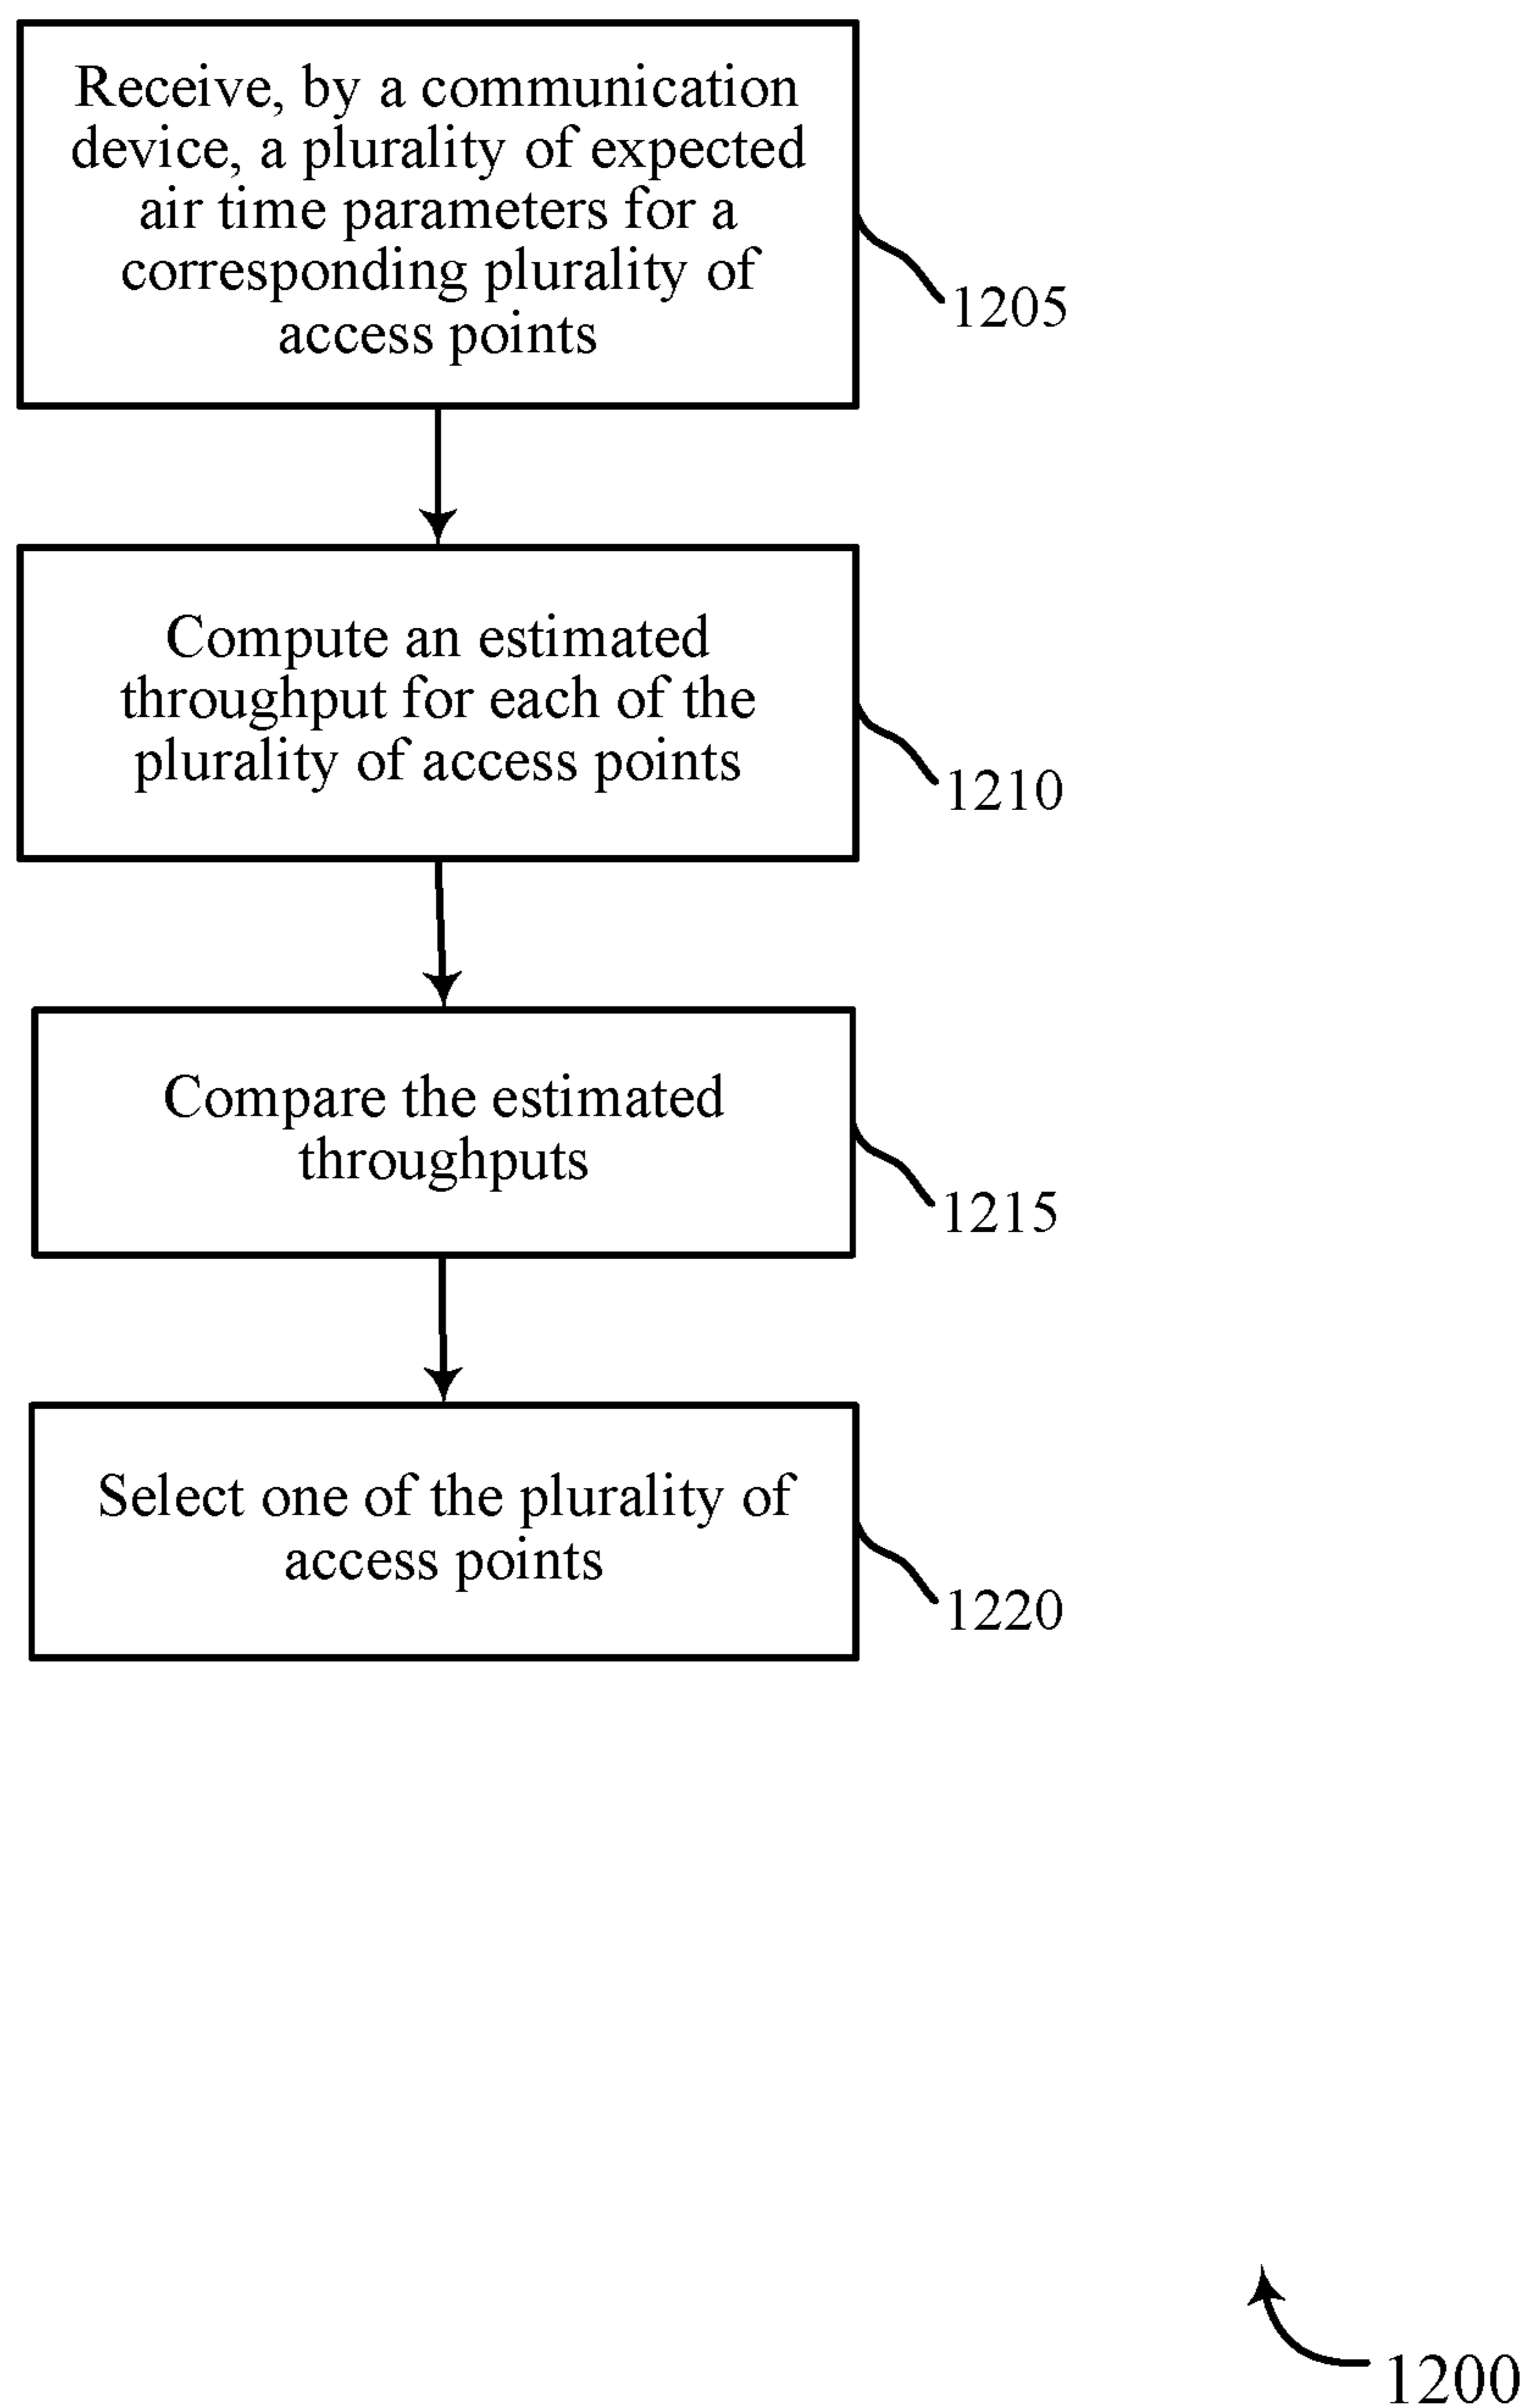 Receive, by a communication
device, a plurality of expected
air time parameters for a
corresponding plurality of
access points
1205
Compute an estimated
throughput for each of the
plurality of access points
1210
Compare the estimated
throughputs
1215
Select one of the plurality of
access points
1220
1200